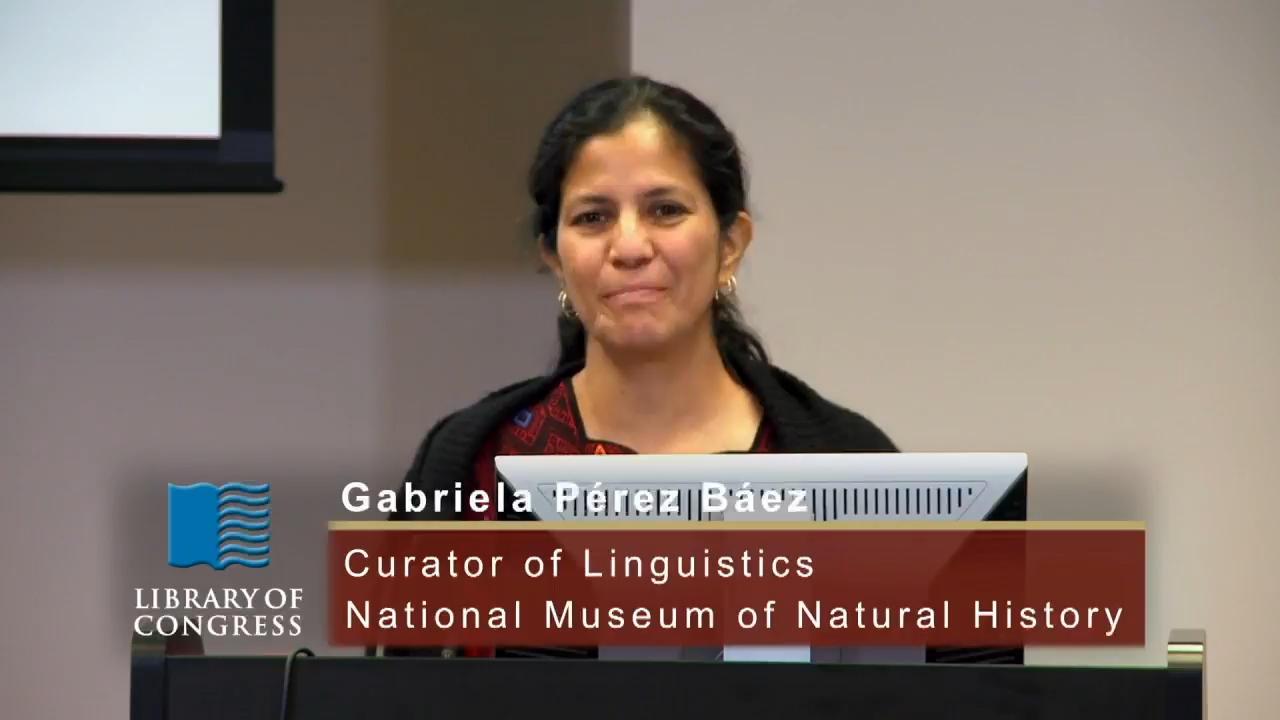 Gabriela Pérez Báez
Curator of Linguistics
National Museum of Natural History
LIBRARY OF
CONGRESS